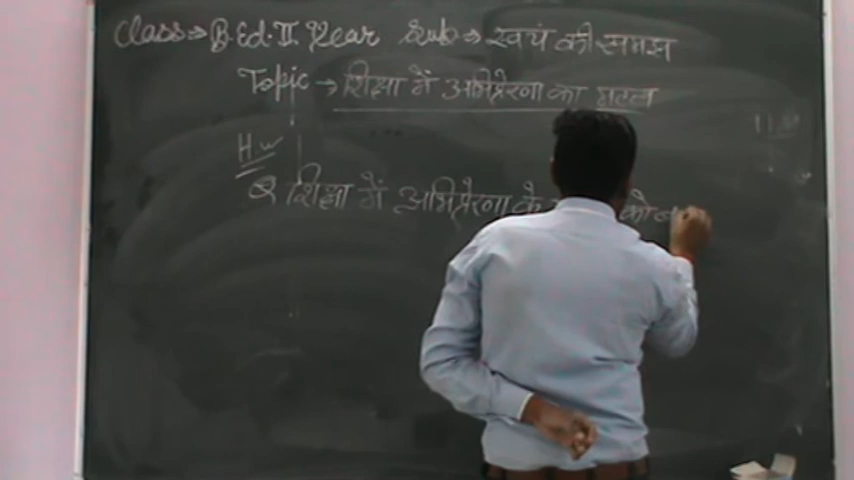 Class → B.Ed. II Year Sub → स्वयं की समझ
Topic → शिक्षा में अभिप्रेरणा का महत्व
H.W
Q शिक्षा में अभिप्रेरणा के को